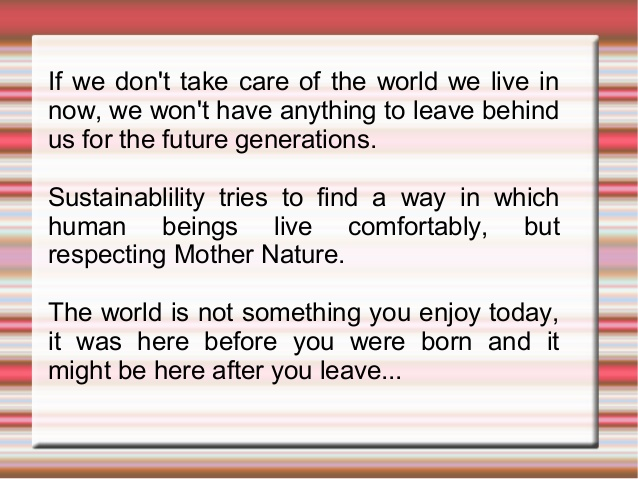 If we don't take care of the world we live in
now, we won't have anything to leave behind
us for the future generations.
Sustainablility tries to find a way in which
human beings live comfortably, but
respecting Mother Nature.
The world is not something you enjoy today,
it was here before you were born and it
might be here after you leave...